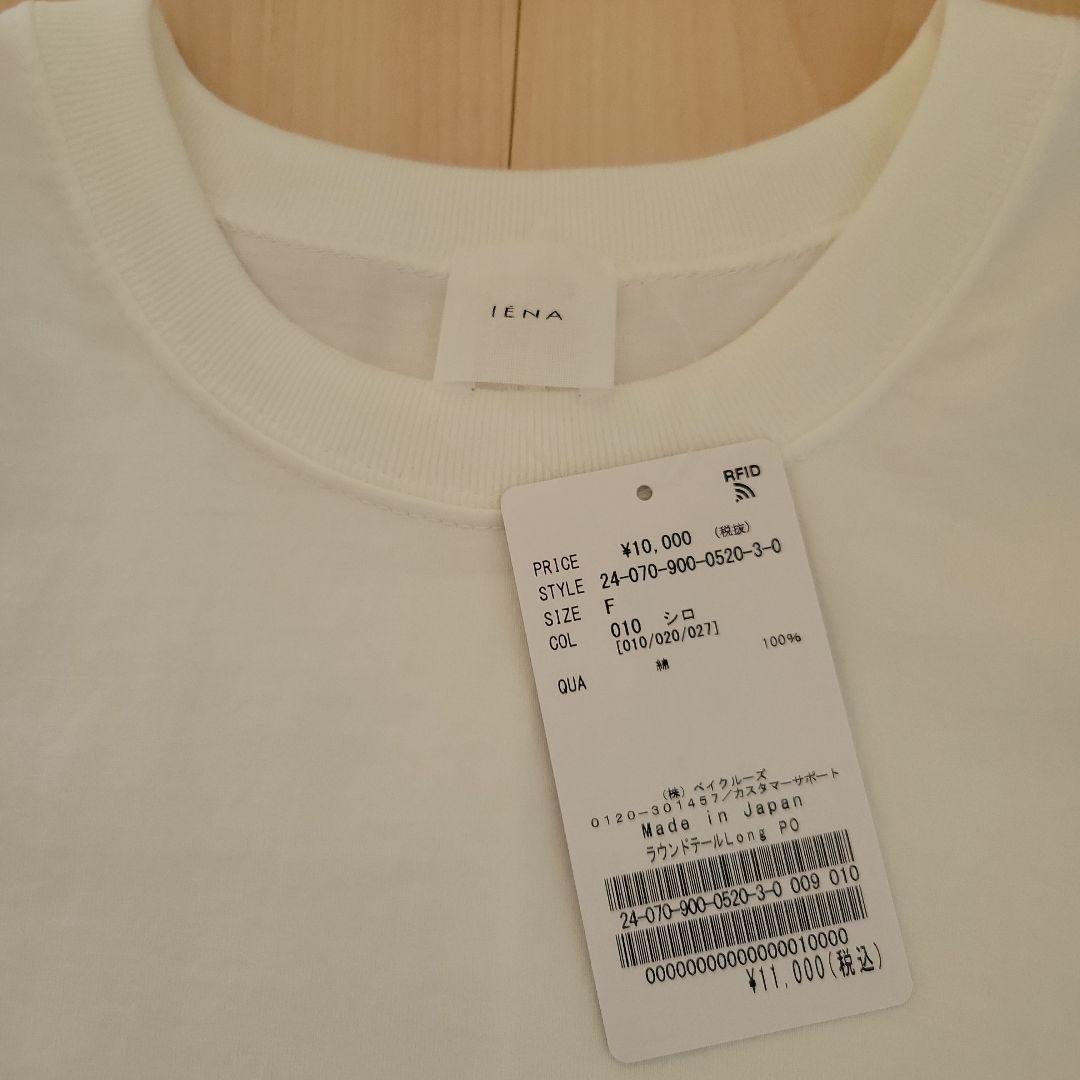 IÉNA
RFID
PRICE ¥10,000 (税抜)
STYLE 24-070-900-0520-3-0
SIZE F
COL 010 シロ
[010/020/027]
QUA 綿 100%
(株) ベイクルーズ
0120-301457/カスタマーサポート
Made in Japan
ラウンドテールLong PO
24-070-900-0520-3-0 009 010
00000000000000010000
¥11,000(税込)